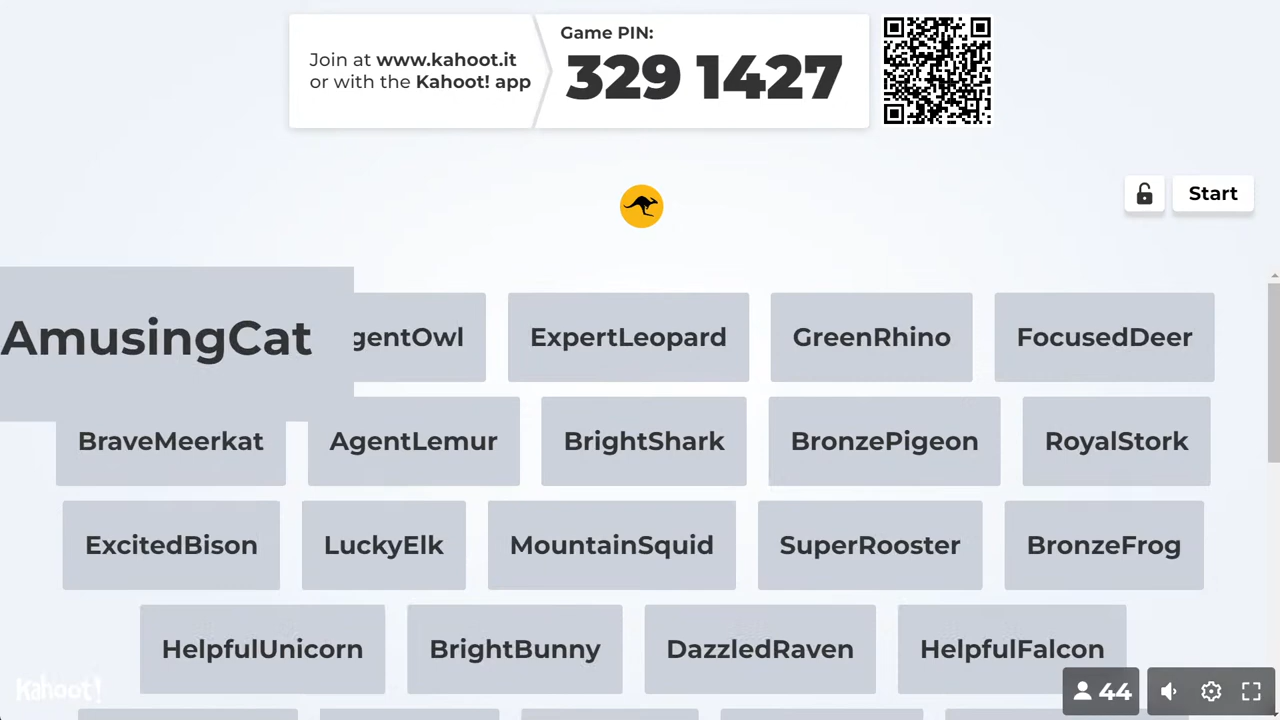 Join at www.kahoot.it
or with the Kahoot! app
Game PIN:
329 1427
Start
AmusingCat
gentOwl
ExpertLeopard
GreenRhino
FocusedDeer
BraveMeerkat
AgentLemur
BrightShark
BronzePigeon
RoyalStork
ExcitedBison
LuckyElk
MountainSquid
SuperRooster
BronzeFrog
HelpfulUnicorn
BrightBunny
DazzledRaven
HelpfulFalcon
Kahoot!
44